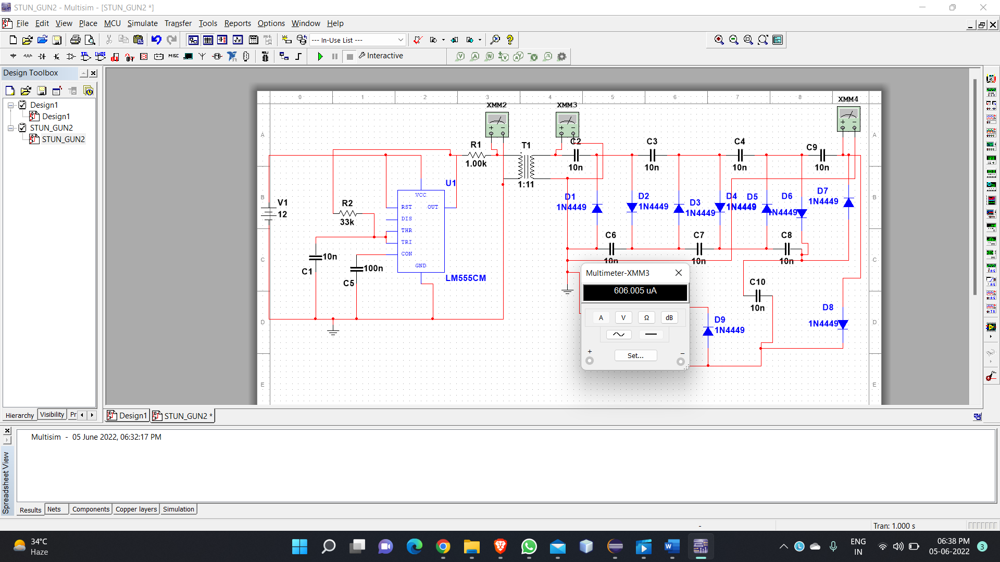 STUN_GUN2 - Multisim - [STUN_GUN2 *]
File Edit View Place MCU Simulate Transfer Tools Reports Options Window Help
--- In-Use List ---
MISC
Interactive
Design Toolbox
Design1
Design1
STUN_GUN2
STUN_GUN2
Hierarchy Visibility Pr
0 1 2 3 4 5 6 7 8
A
B
C
D
E
A
B
C
D
E
XMM2
XMM3
XMM4
R1
1.00k
T1
1:11
C2
10n
C3
10n
C4
10n
C9
10n
V1
12
R2
33k
U1
VCC
RST
OUT
DIS
THR
TRI
CON
GND
LM555CM
C1
10n
C5
100n
D1
1N4449
D2
1N4449
D3
1N4449
D4
1N4449
D5
D6
1N4449
D7
1N4449
C6
10n
C7
10n
C8
10n
C10
10n
D8
1N4449
D9
1N4449
Multimeter-XMM3
606.005 uA
A V Ω dB
+
Set...
−
Design1 STUN_GUN2 *
Multisim - 05 June 2022, 06:32:17 PM
Spreadsheet View
Results Nets Components Copper layers Simulation
-
Tran: 1.000 s
34°C
Haze
ENG
IN
06:38 PM
05-06-2022
3